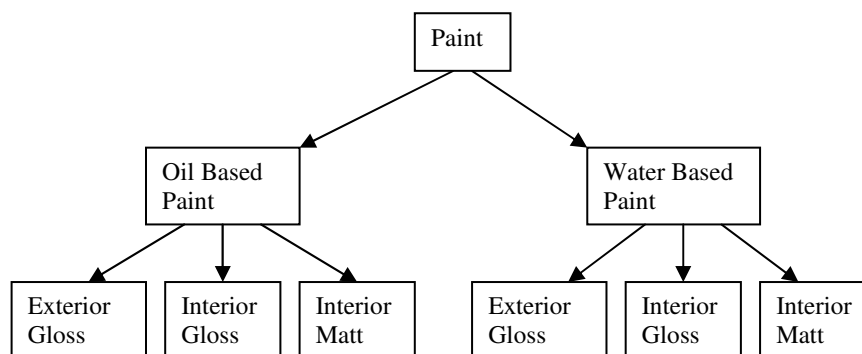 Paint
Oil Based
Paint
Water Based
Paint
Exterior
Gloss
Interior
Gloss
Interior
Matt
Exterior
Gloss
Interior
Gloss
Interior
Matt